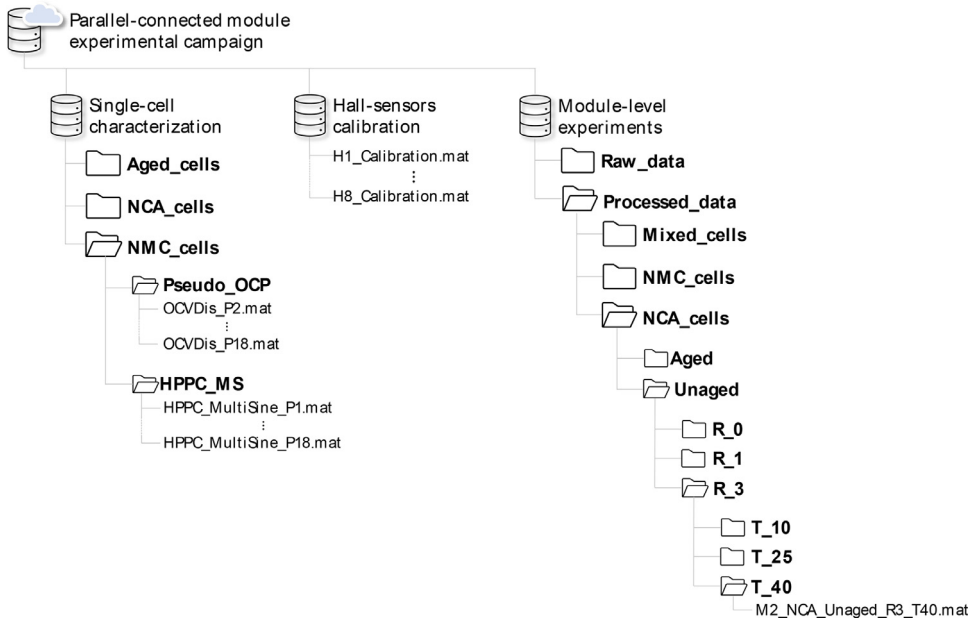 Parallel-connected module
experimental campaign
Single-cell
characterization
Aged_cells
NCA_cells
NMC_cells
Pseudo_OCP
OCVDis_P2.mat
⋮
OCVDis_P18.mat
HPPC_MS
HPPC_MultiSine_P1.mat
⋮
HPPC_MultiSine_P18.mat
Hall-sensors
calibration
H1_Calibration.mat
⋮
H8_Calibration.mat
Module-level
experiments
Raw_data
Processed_data
Mixed_cells
NMC_cells
NCA_cells
Aged
Unaged
R_0
R_1
R_3
T_10
T_25
T_40
M2_NCA_Unaged_R3_T40.mat